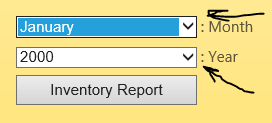 January : Month
2000 : Year
Inventory Report